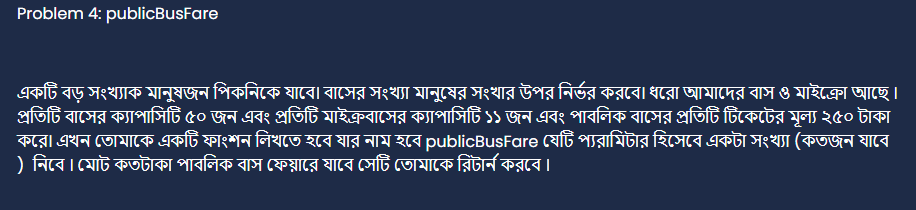 Problem 4: publicBusFare
একটি বড় সংখ্যাক মানুষজন পিকনিকে যাবে। বাসের সংখ্যা মানুষের সংখার উপর নির্ভর করবে। ধরো আমাদের বাস ও মাইক্রো আছে ।
প্রতিটি বাসের ক্যাপাসিটি ৫০ জন এবং প্রতিটি মাইক্রবাসের ক্যাপাসিটি ১১ জন এবং পাবলিক বাসের প্রতিটি টিকেটের মূল্য ২৫০ টাকা
করে। এখন তোমাকে একটি ফাংশন লিখতে হবে যার নাম হবে publicBusFare যেটি প্যরামিটার হিসেবে একটা সংখ্যা (কতজন যাবে
) নিবে । মোট কতটাকা পাবলিক বাস ফেয়ারে যাবে সেটি তোমাকে রিটার্ন করবে ।